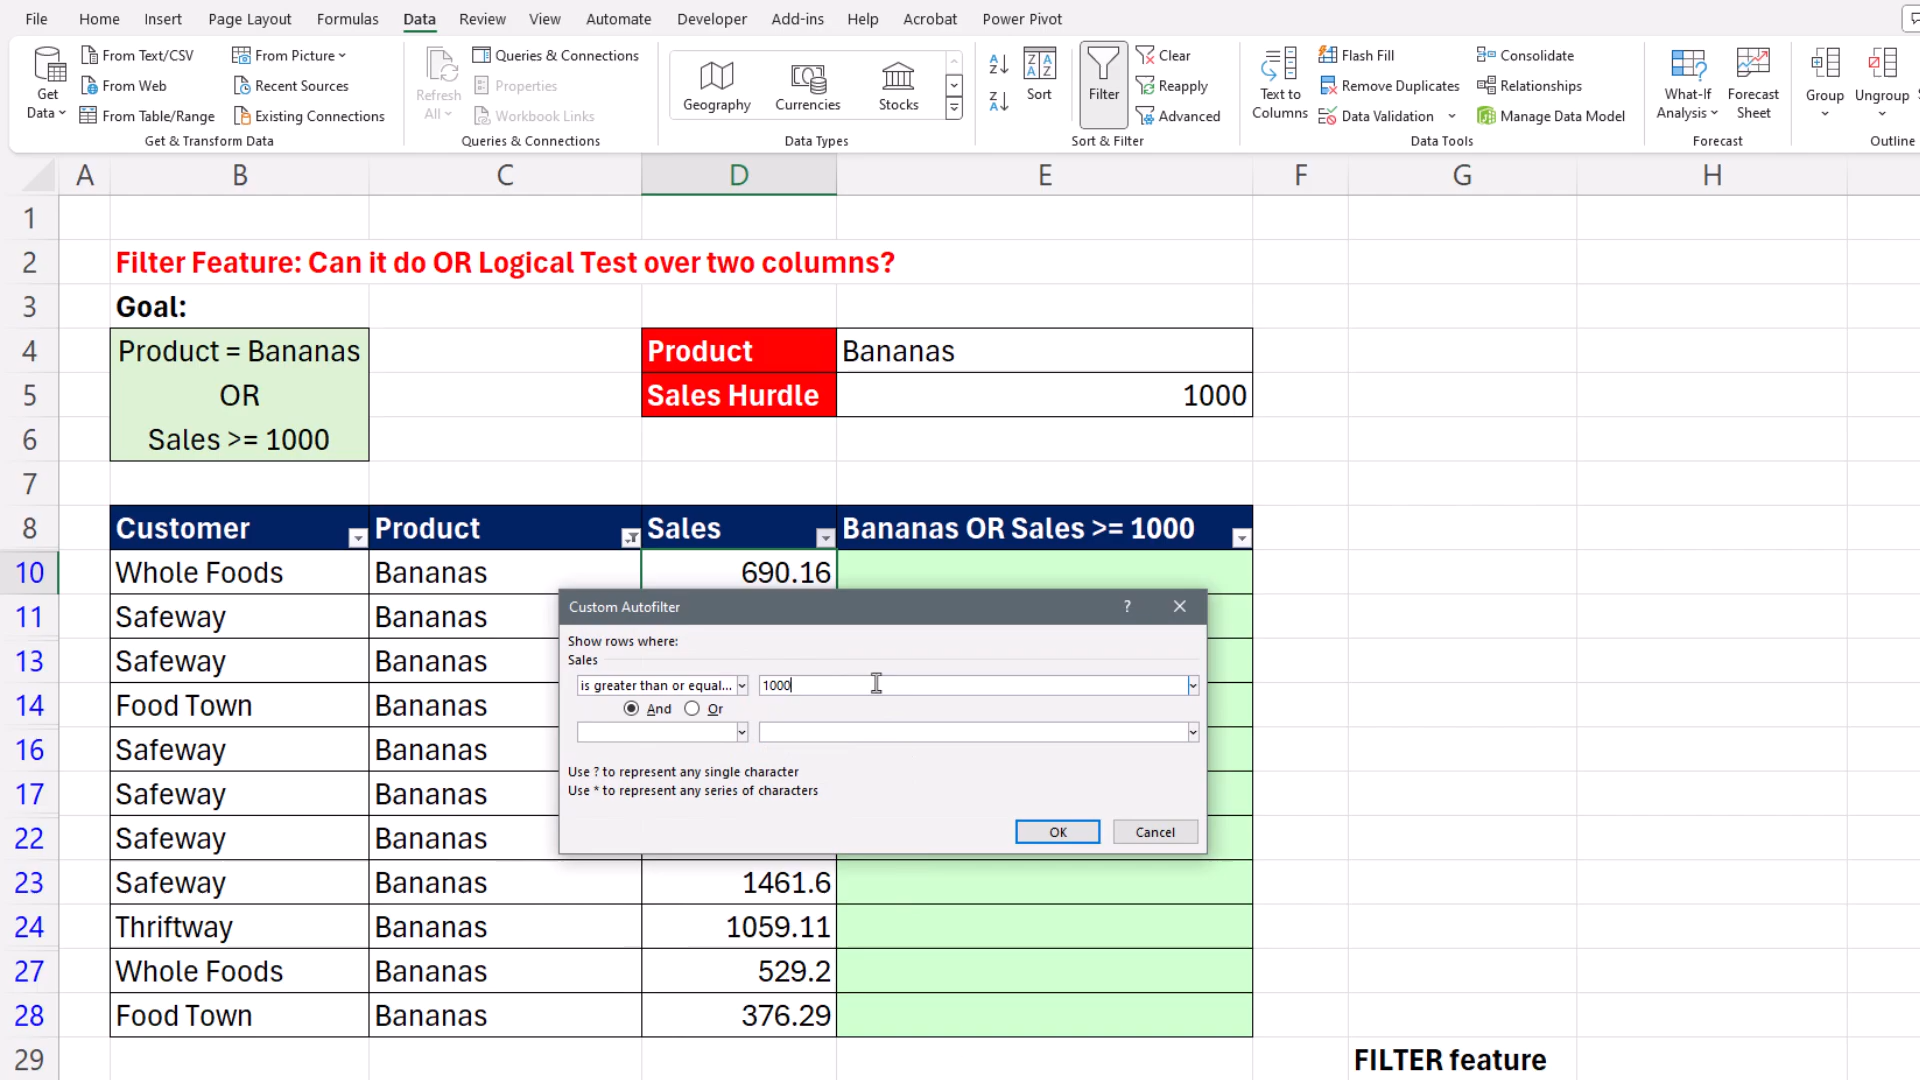 File Home Insert Page Layout Formulas Data Review View Automate Developer Add-ins Help Acrobat Power Pivot
Get Data
From Text/CSV
From Web
From Table/Range
From Picture
Recent Sources
Existing Connections
Get & Transform Data
Refresh All
Queries & Connections
Properties
Workbook Links
Queries & Connections
Geography
Currencies
Stocks
Data Types
Sort
Filter
Clear
Reapply
Advanced
Sort & Filter
Text to Columns
Flash Fill
Remove Duplicates
Data Validation
Consolidate
Relationships
Manage Data Model
Data Tools
What-If Analysis
Forecast Sheet
Forecast
Group
Ungroup
Outline
A B C D E F G H
1
2 Filter Feature: Can it do OR Logical Test over two columns?
3 Goal:
4 Product = Bananas Product Bananas
5 OR Sales Hurdle 1000
6 Sales >= 1000
7
8 Customer Product Sales Bananas OR Sales >= 1000
10 Whole Foods Bananas 690.16
11 Safeway Bananas
13 Safeway Bananas
14 Food Town Bananas
16 Safeway Bananas
17 Safeway Bananas
22 Safeway Bananas
23 Safeway Bananas 1461.6
24 Thriftway Bananas 1059.11
27 Whole Foods Bananas 529.2
28 Food Town Bananas 376.29
29 FILTER feature
Custom Autofilter ?
Show rows where:
Sales
is greater than or equal... 1000
And Or
Use ? to represent any single character
Use * to represent any series of characters
OK Cancel